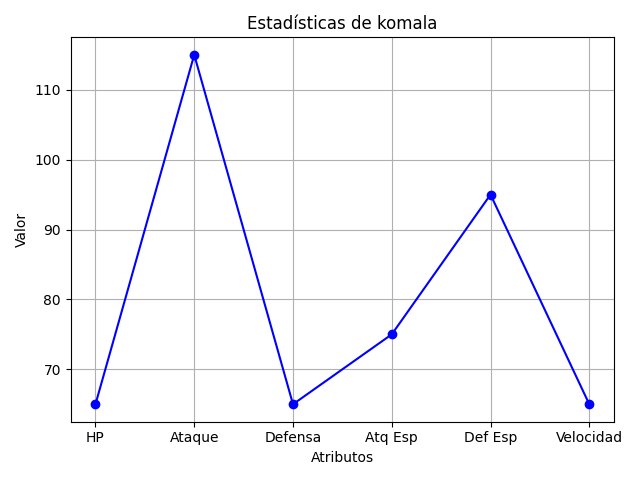 Estadísticas de komala
Valor
110
100
90
80
70
HP Ataque Defensa Atq Esp Def Esp Velocidad
Atributos